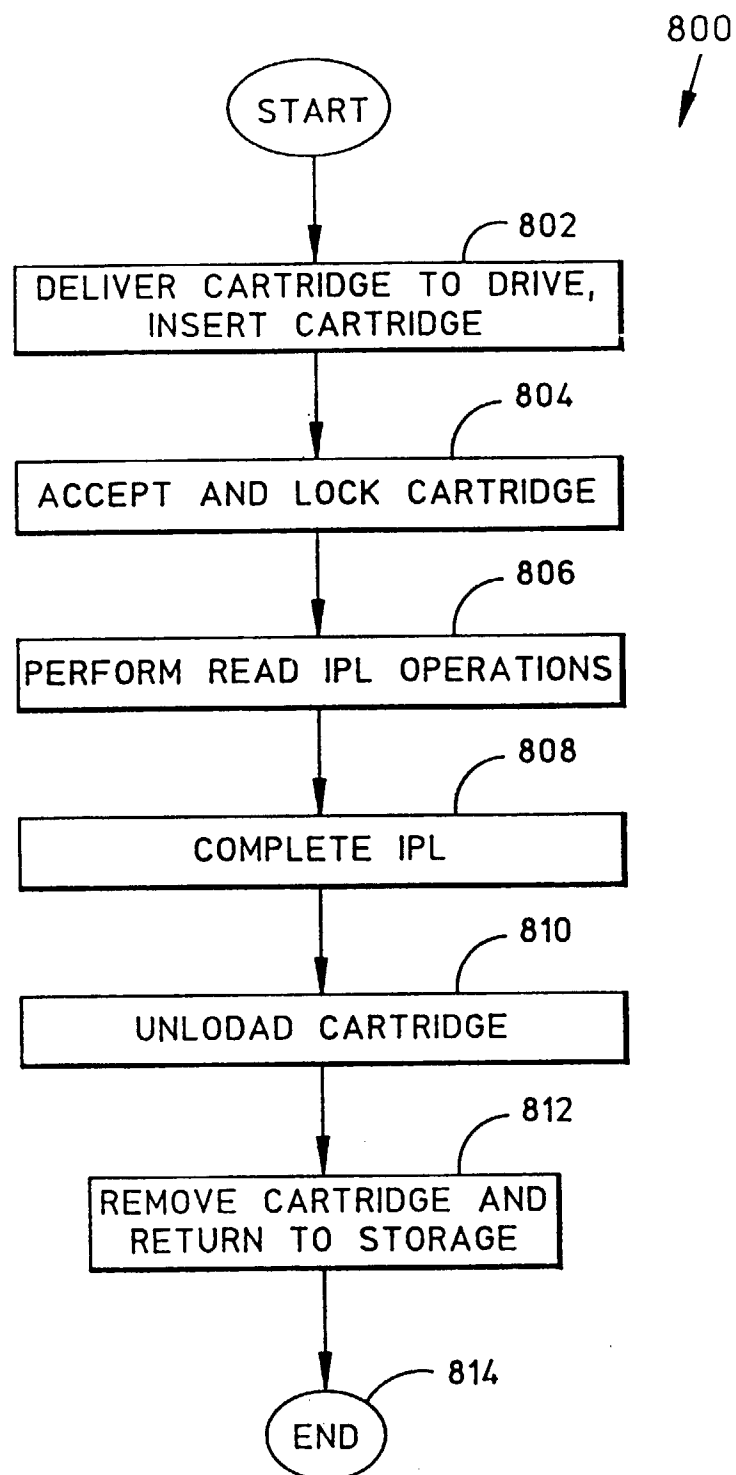 800
START
802
DELIVER CARTRIDGE TO DRIVE,
INSERT CARTRIDGE
804
ACCEPT AND LOCK CARTRIDGE
806
PERFORM READ IPL OPERATIONS
808
COMPLETE IPL
810
UNLODAD CARTRIDGE
812
REMOVE CARTRIDGE AND
RETURN TO STORAGE
814
END